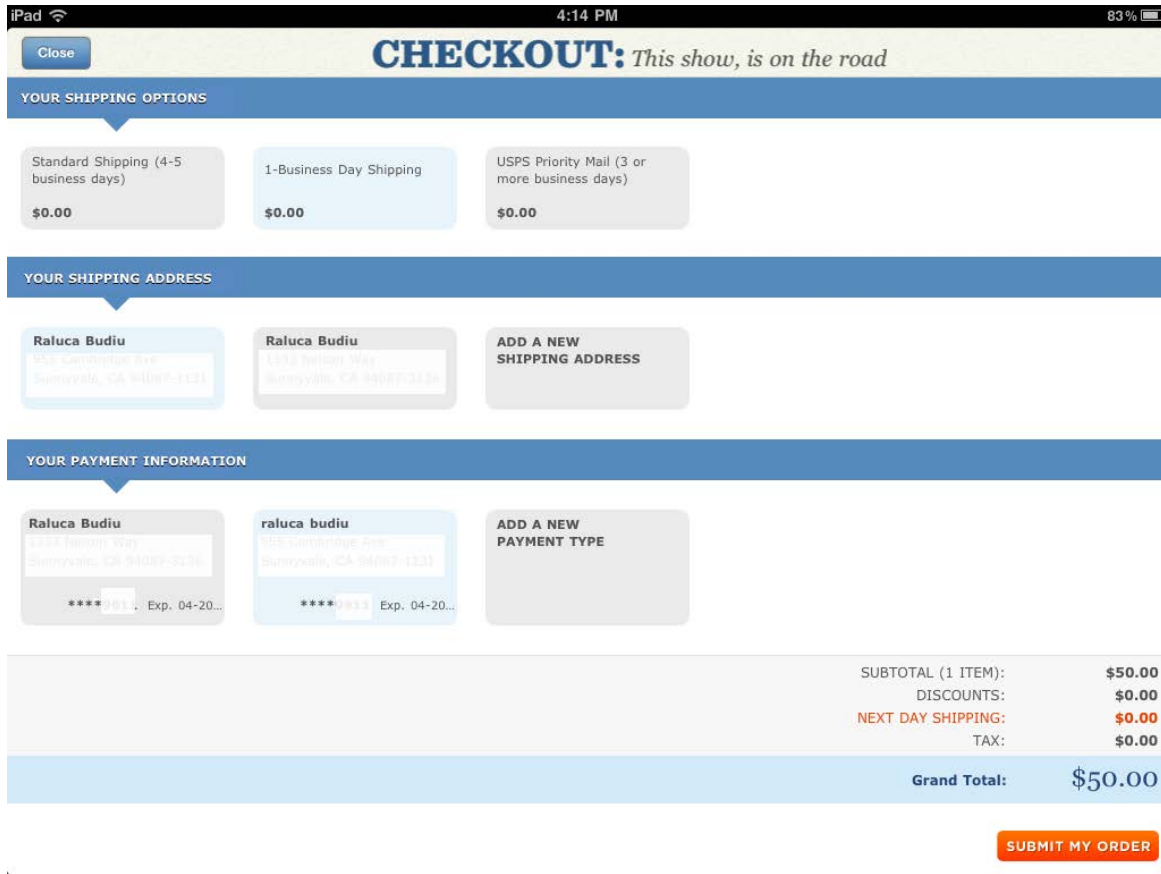 iPad 4:14 PM 83%
Close
CHECKOUT: This show, is on the road
YOUR SHIPPING OPTIONS
Standard Shipping (4-5
business days)
$0.00
1-Business Day Shipping
$0.00
USPS Priority Mail (3 or
more business days)
$0.00
YOUR SHIPPING ADDRESS
Raluca Budiu
Raluca Budiu
ADD A NEW
SHIPPING ADDRESS
YOUR PAYMENT INFORMATION
Raluca Budiu
**** Exp. 04-20...
raluca budiu
**** Exp. 04-20...
ADD A NEW
PAYMENT TYPE
SUBTOTAL (1 ITEM): $50.00
DISCOUNTS: $0.00
NEXT DAY SHIPPING: $0.00
TAX: $0.00
Grand Total: $50.00
SUBMIT MY ORDER